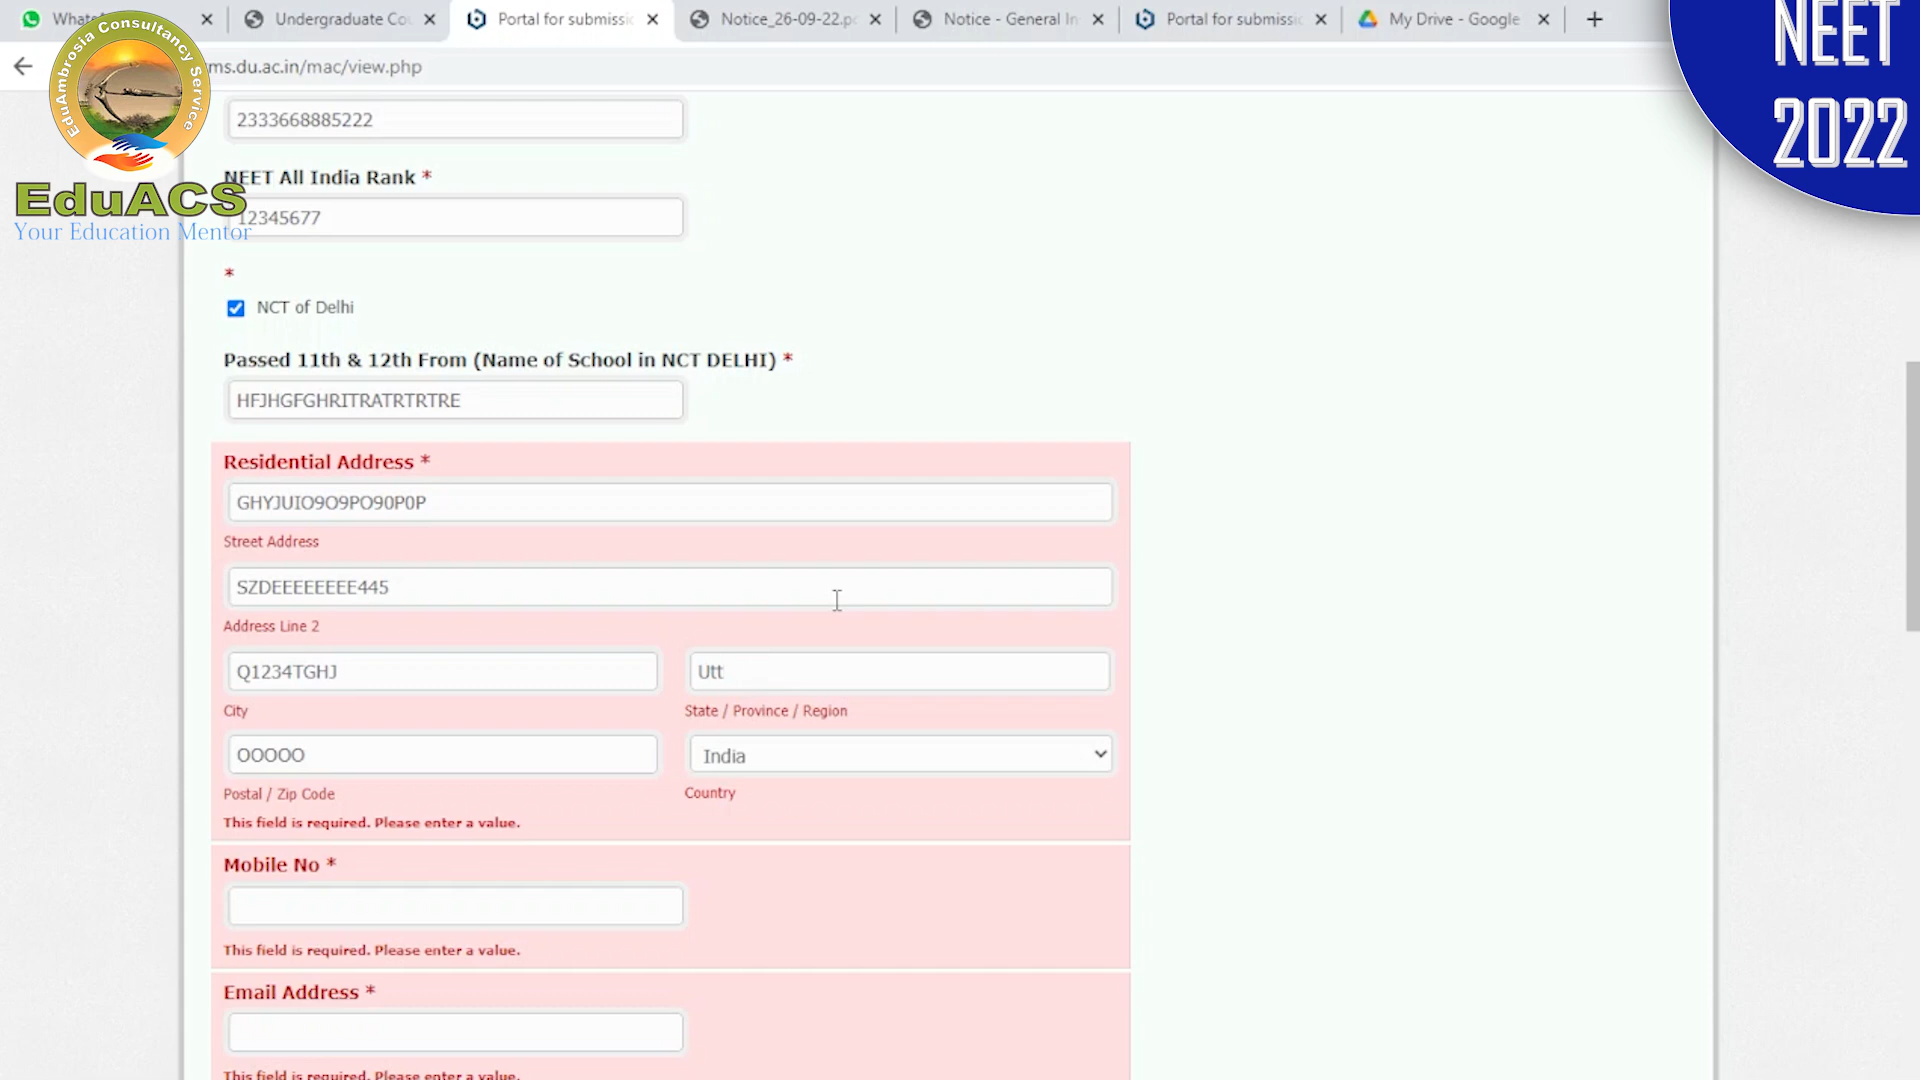 Whats
Undergraduate Cou
Portal for submissio
Notice_26-09-22.pd
Notice - General In
Portal for submissio
My Drive - Google
ms.du.ac.in/mac/view.php
EduAmbrosia Consultancy Service
EduACS
Your Education Mentor
NEET
2022
2333668885222
NEET All India Rank *
12345677
*
NCT of Delhi
Passed 11th & 12th From (Name of School in NCT DELHI) *
HFJHGFGHRITRATRTRTRE
Residential Address *
GHYJUIO9O9PO90P0P
Street Address
SZDEEEEEEEE445
Address Line 2
Q1234TGHJ
Utt
City
State / Province / Region
OOOOO
India
Postal / Zip Code
Country
This field is required. Please enter a value.
Mobile No *
This field is required. Please enter a value.
Email Address *
This field is required. Please enter a value.